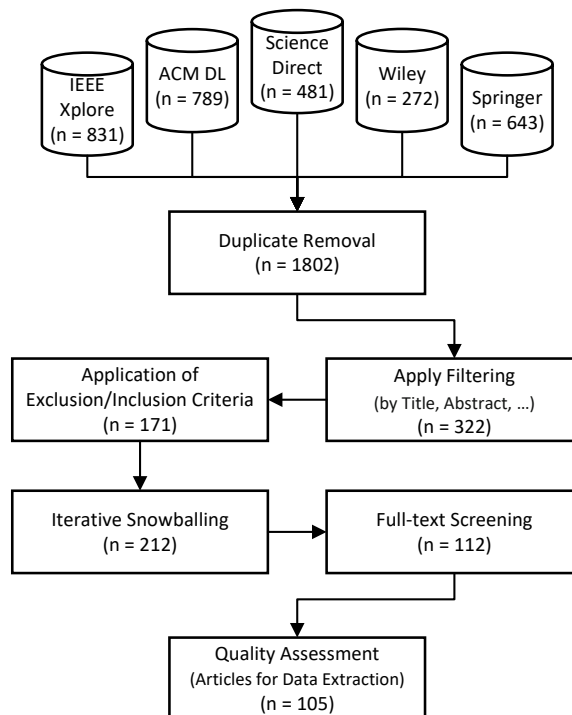 IEEE
Xplore
(n = 831)
ACM DL
(n = 789)
Science
Direct
(n = 481)
Wiley
(n = 272)
Springer
(n = 643)
Duplicate Removal
(n = 1802)
Application of
Exclusion/Inclusion Criteria
(n = 171)
Apply Filtering
(by Title, Abstract, ...)
(n = 322)
Iterative Snowballing
(n = 212)
Full-text Screening
(n = 112)
Quality Assessment
(Articles for Data Extraction)
(n = 105)